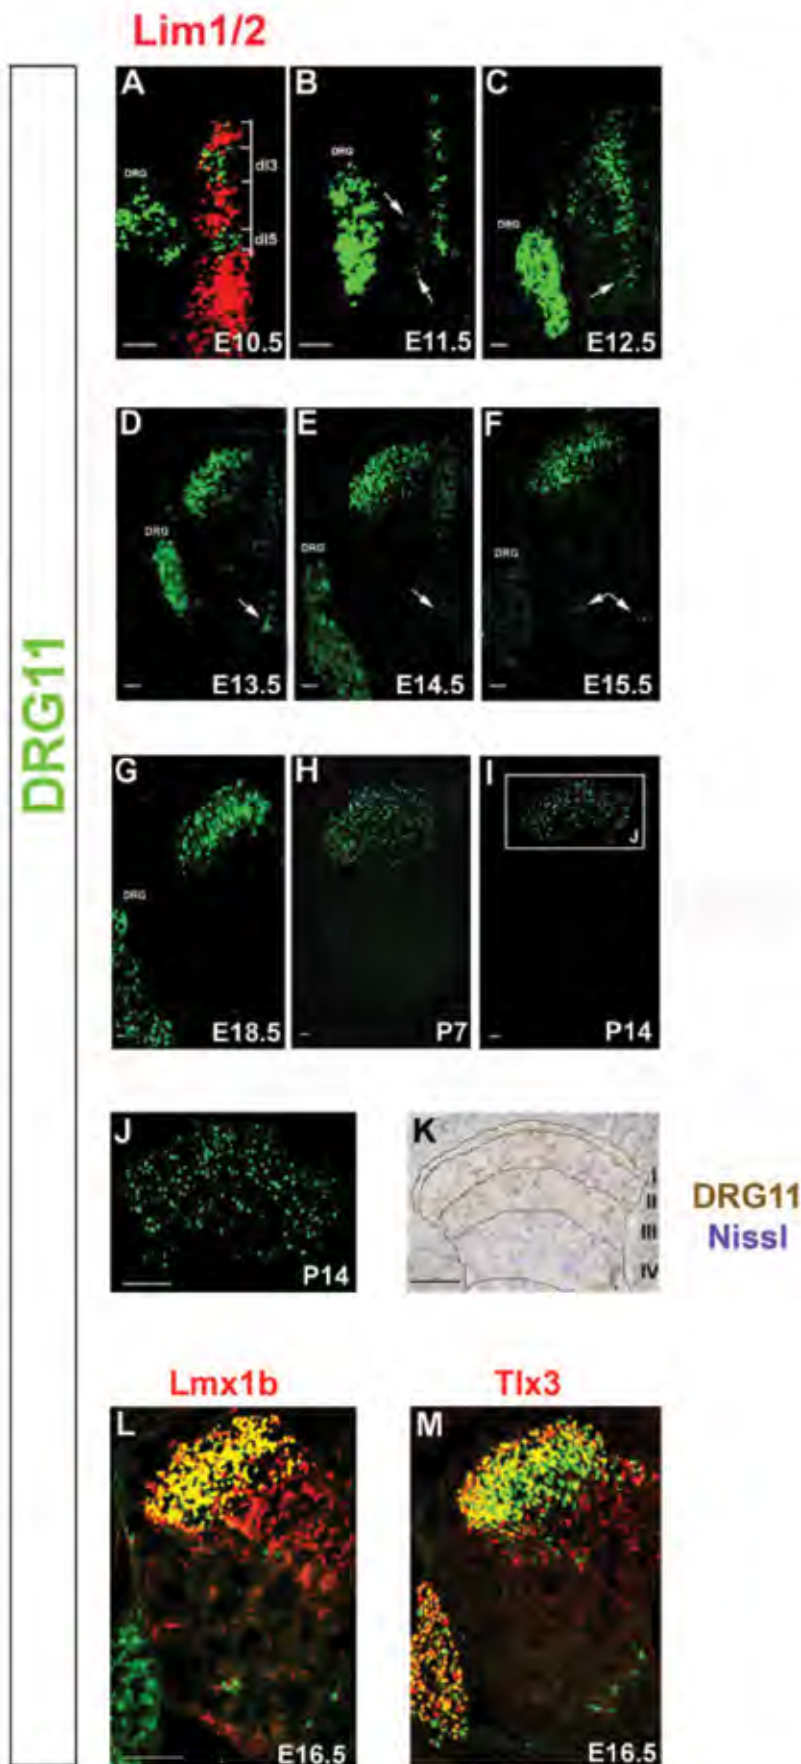 Lim1/2
DRG11
A
DRG
dI3
dI5
E10.5
B
DRG
E11.5
C
DRG
E12.5
D
DRG
E13.5
E
DRG
E14.5
F
DRG
E15.5
G
DRG
E18.5
H
P7
I
J
P14
J
P14
K
I
II
III
IV
DRG11
Nissl
Lmx1b
Tlx3
L
E16.5
M
E16.5